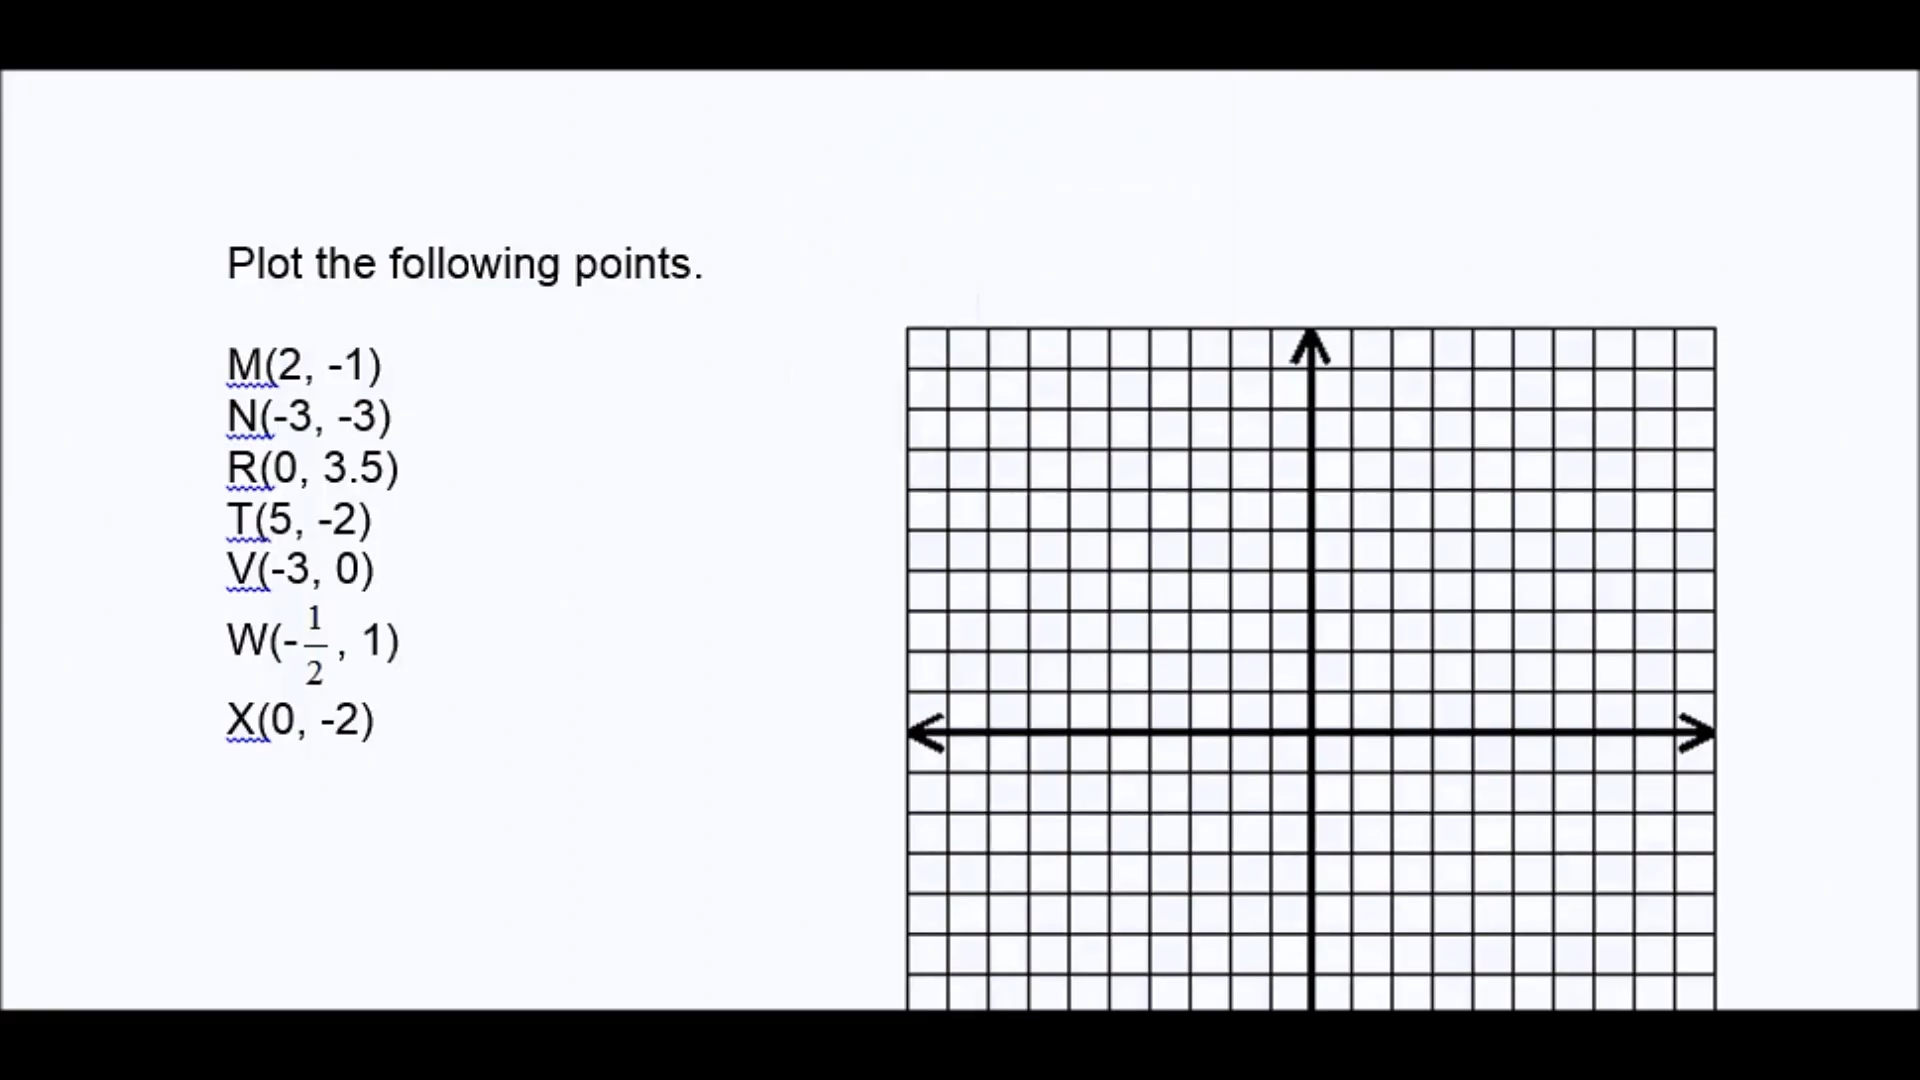 Plot the following points.
M(2, -1)
N(-3, -3)
R(0, 3.5)
T(5, -2)
V(-3, 0)
W(-1/2, 1)
X(0, -2)